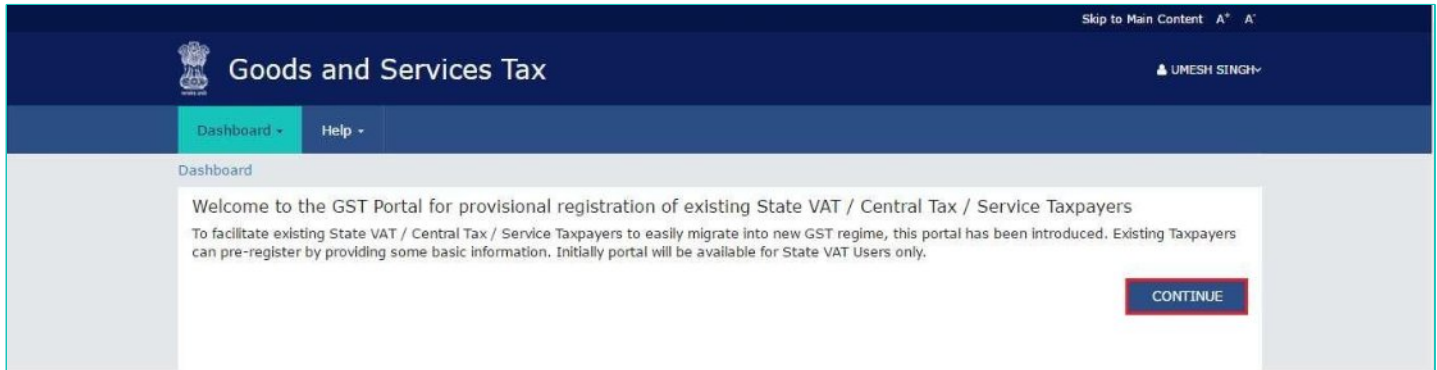 Skip to Main Content A+ A-
Goods and Services Tax
UMESH SINGH
Dashboard
Help
Dashboard
Welcome to the GST Portal for provisional registration of existing State VAT / Central Tax / Service Taxpayers
To facilitate existing State VAT / Central Tax / Service Taxpayers to easily migrate into new GST regime, this portal has been introduced. Existing Taxpayers
can pre-register by providing some basic information. Initially portal will be available for State VAT Users only.
CONTINUE